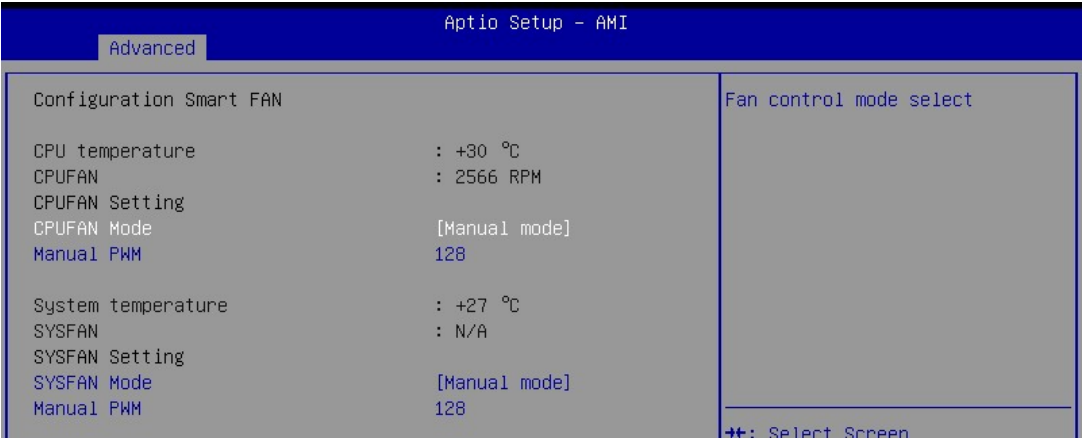 Aptio Setup – AMI
Advanced
Configuration Smart FAN
CPU temperature : +30 °C
CPUFAN : 2566 RPM
CPUFAN Setting
CPUFAN Mode [Manual mode]
Manual PWM 128
System temperature : +27 °C
SYSFAN : N/A
SYSFAN Setting
SYSFAN Mode [Manual mode]
Manual PWM 128
Fan control mode select
→←: Select Screen